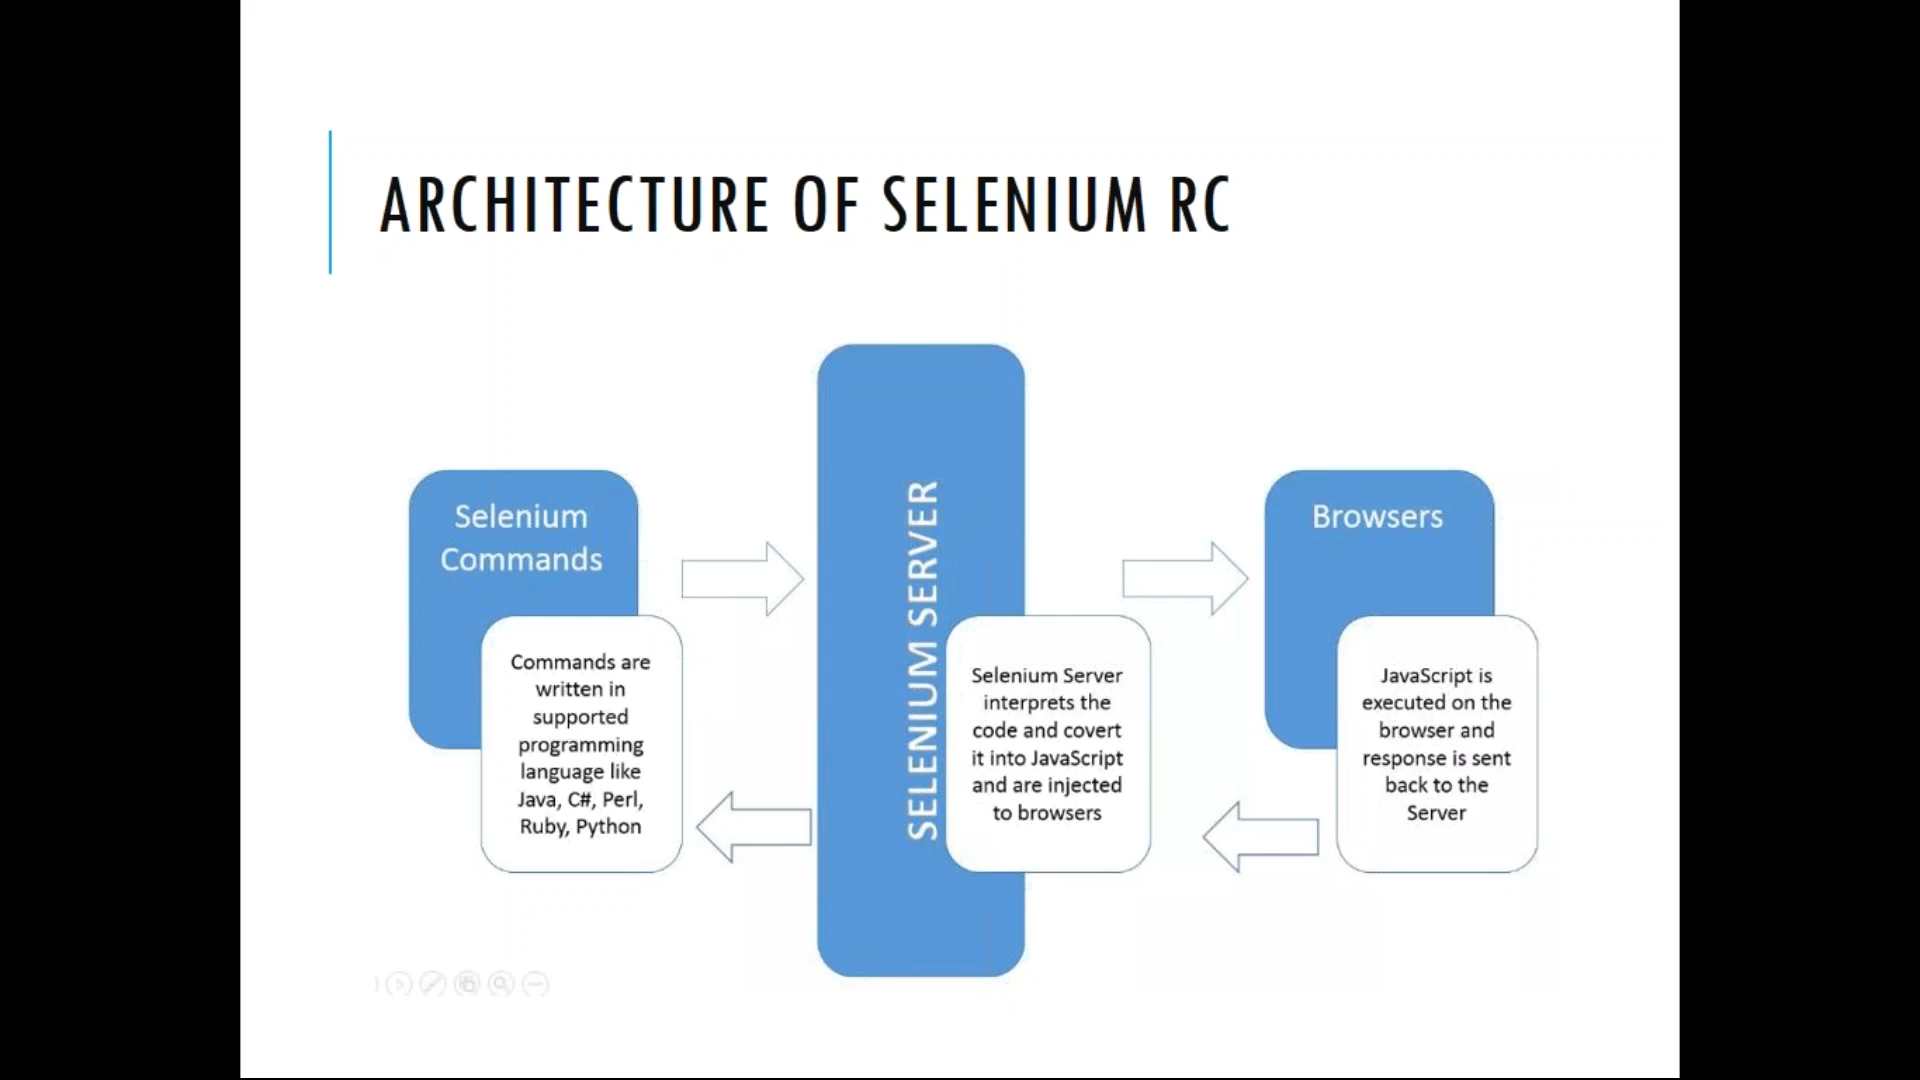 ARCHITECTURE OF SELENIUM RC
Selenium
Commands
Commands are
written in
supported
programming
language like
Java, C#, Perl,
Ruby, Python
SELENIUM SERVER
Selenium Server
interprets the
code and covert
it into JavaScript
and are injected
to browsers
Browsers
JavaScript is
executed on the
browser and
response is sent
back to the
Server